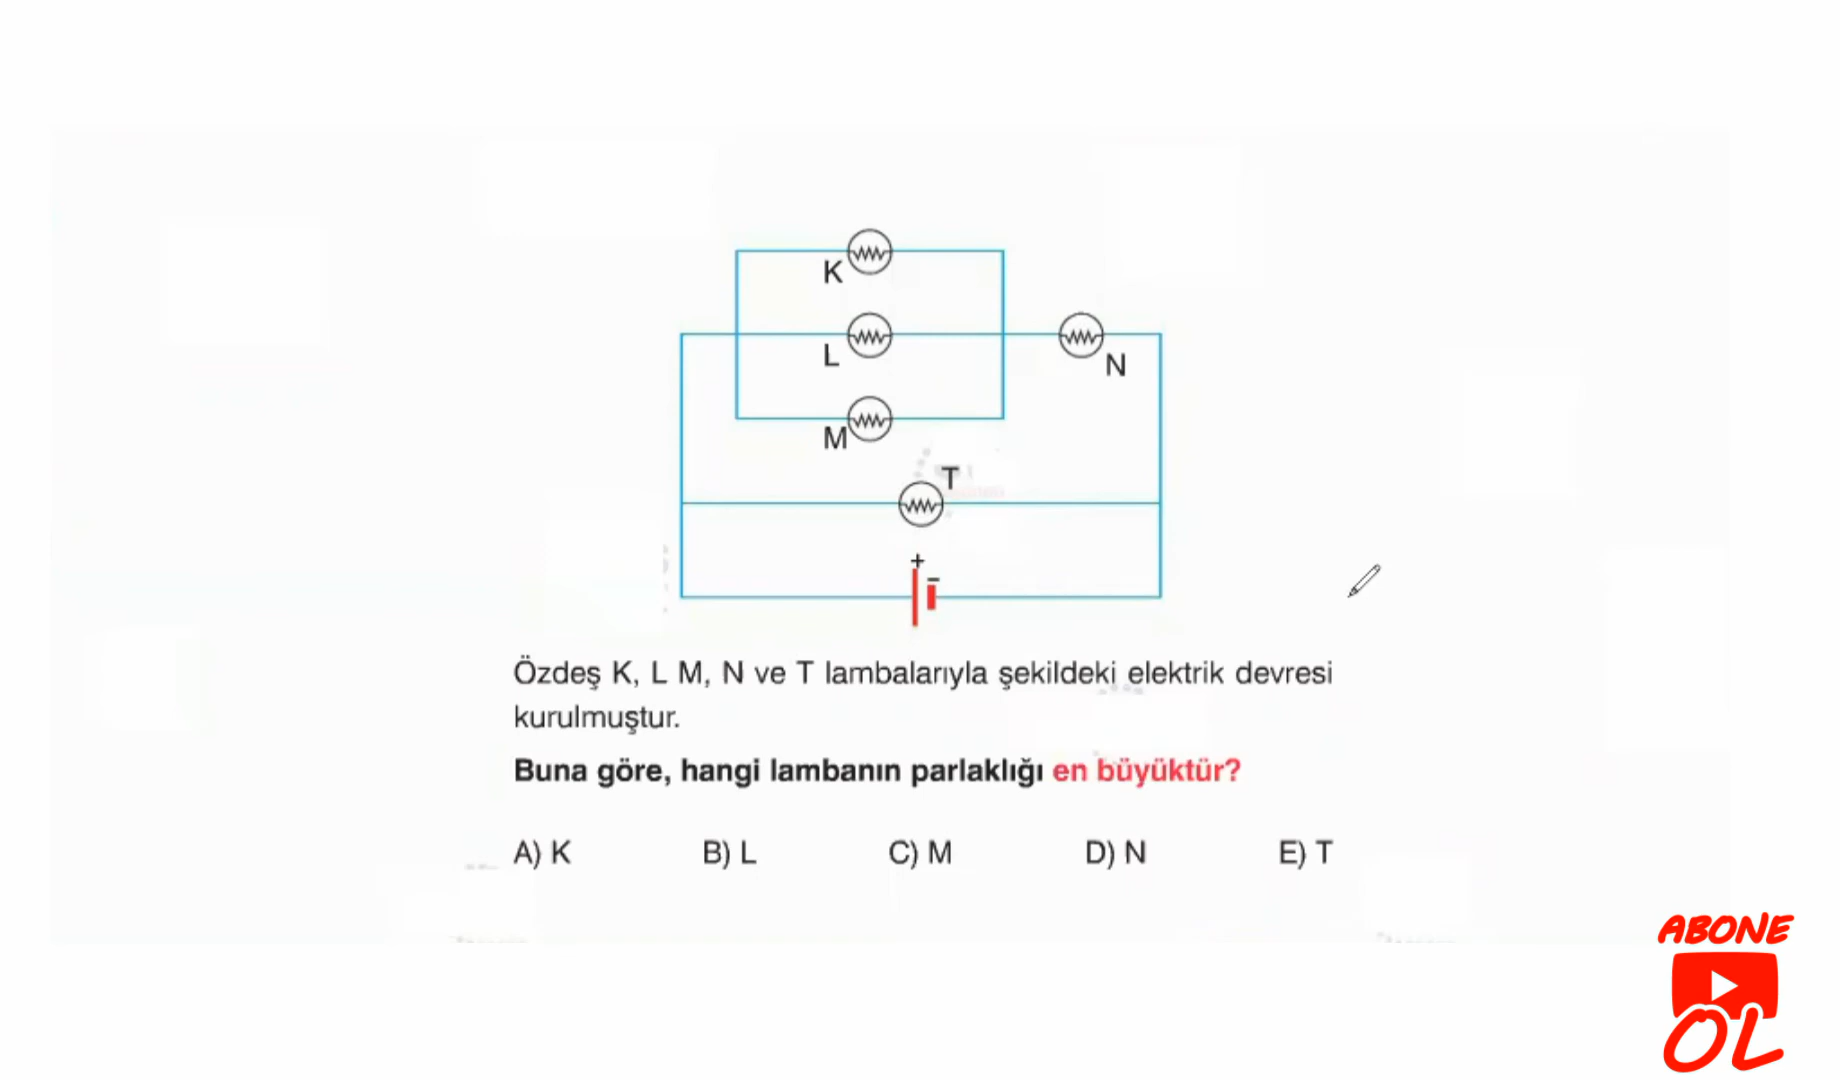 K
L
N
M
T
+
−
Özdeş K, L M, N ve T lambalarıyla şekildeki elektrik devresi
kurulmuştur.
Buna göre, hangi lambanın parlaklığı en büyüktür?
A) K B) L C) M D) N E) T
ABONE
OL